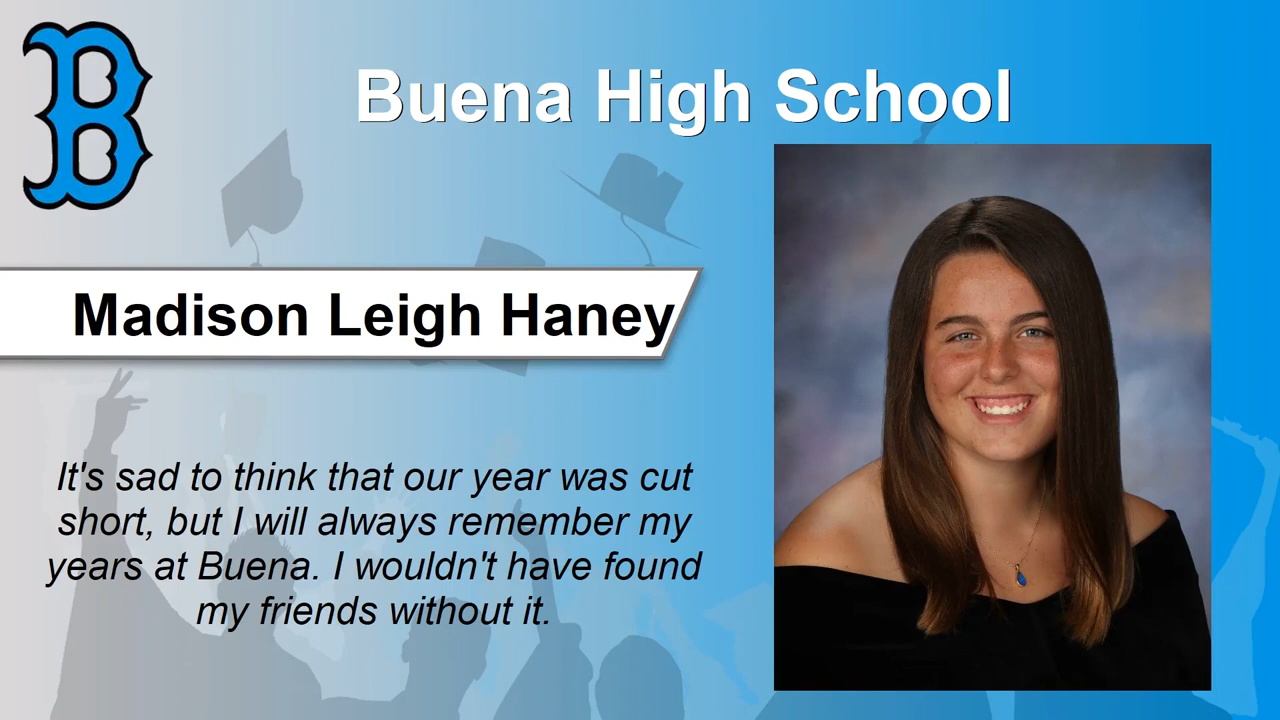 B
Buena High School
Madison Leigh Haney
It's sad to think that our year was cut
short, but I will always remember my
years at Buena. I wouldn't have found
my friends without it.